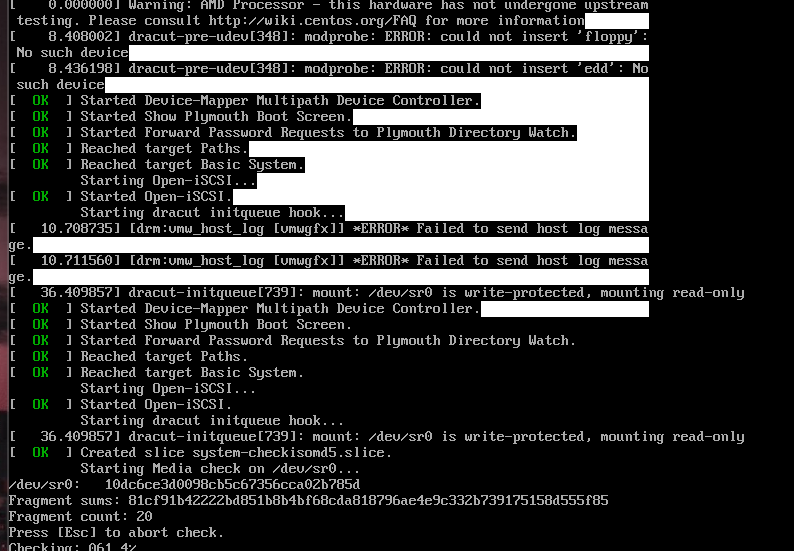 [    0.000000] Warning: AMD Processor - this hardware has not undergone upstream
 testing. Please consult http://wiki.centos.org/FAQ for more information
[    8.408002] dracut-pre-udev[348]: modprobe: ERROR: could not insert 'floppy':
 No such device
[    8.436198] dracut-pre-udev[348]: modprobe: ERROR: could not insert 'edd': No
 such device
[  OK  ] Started Device-Mapper Multipath Device Controller.
[  OK  ] Started Show Plymouth Boot Screen.
[  OK  ] Started Forward Password Requests to Plymouth Directory Watch.
[  OK  ] Reached target Paths.
[  OK  ] Reached target Basic System.
         Starting Open-iSCSI...
[  OK  ] Started Open-iSCSI.
         Starting dracut initqueue hook...
[   10.708735] [drm:vmw_host_log [vmwgfx]] *ERROR* Failed to send host log messa
ge.
[   10.711560] [drm:vmw_host_log [vmwgfx]] *ERROR* Failed to send host log messa
ge.
[   36.409857] dracut-initqueue[739]: mount: /dev/sr0 is write-protected, mounting read-only
[  OK  ] Started Device-Mapper Multipath Device Controller.
[  OK  ] Started Show Plymouth Boot Screen.
[  OK  ] Started Forward Password Requests to Plymouth Directory Watch.
[  OK  ] Reached target Paths.
[  OK  ] Reached target Basic System.
         Starting Open-iSCSI...
[  OK  ] Started Open-iSCSI.
         Starting dracut initqueue hook...
[   36.409857] dracut-initqueue[739]: mount: /dev/sr0 is write-protected, mounting read-only
[  OK  ] Created slice system-checkisomd5.slice.
         Starting Media check on /dev/sr0...
/dev/sr0:   10dc6ce3d0098cb5c67356cca02b785d
Fragment sums: 81cf91b42222bd851b8b4bf68cda818796ae4e9c332b739175158d555f85
Fragment count: 20
Press [Esc] to abort check.
Checking: 061.4%